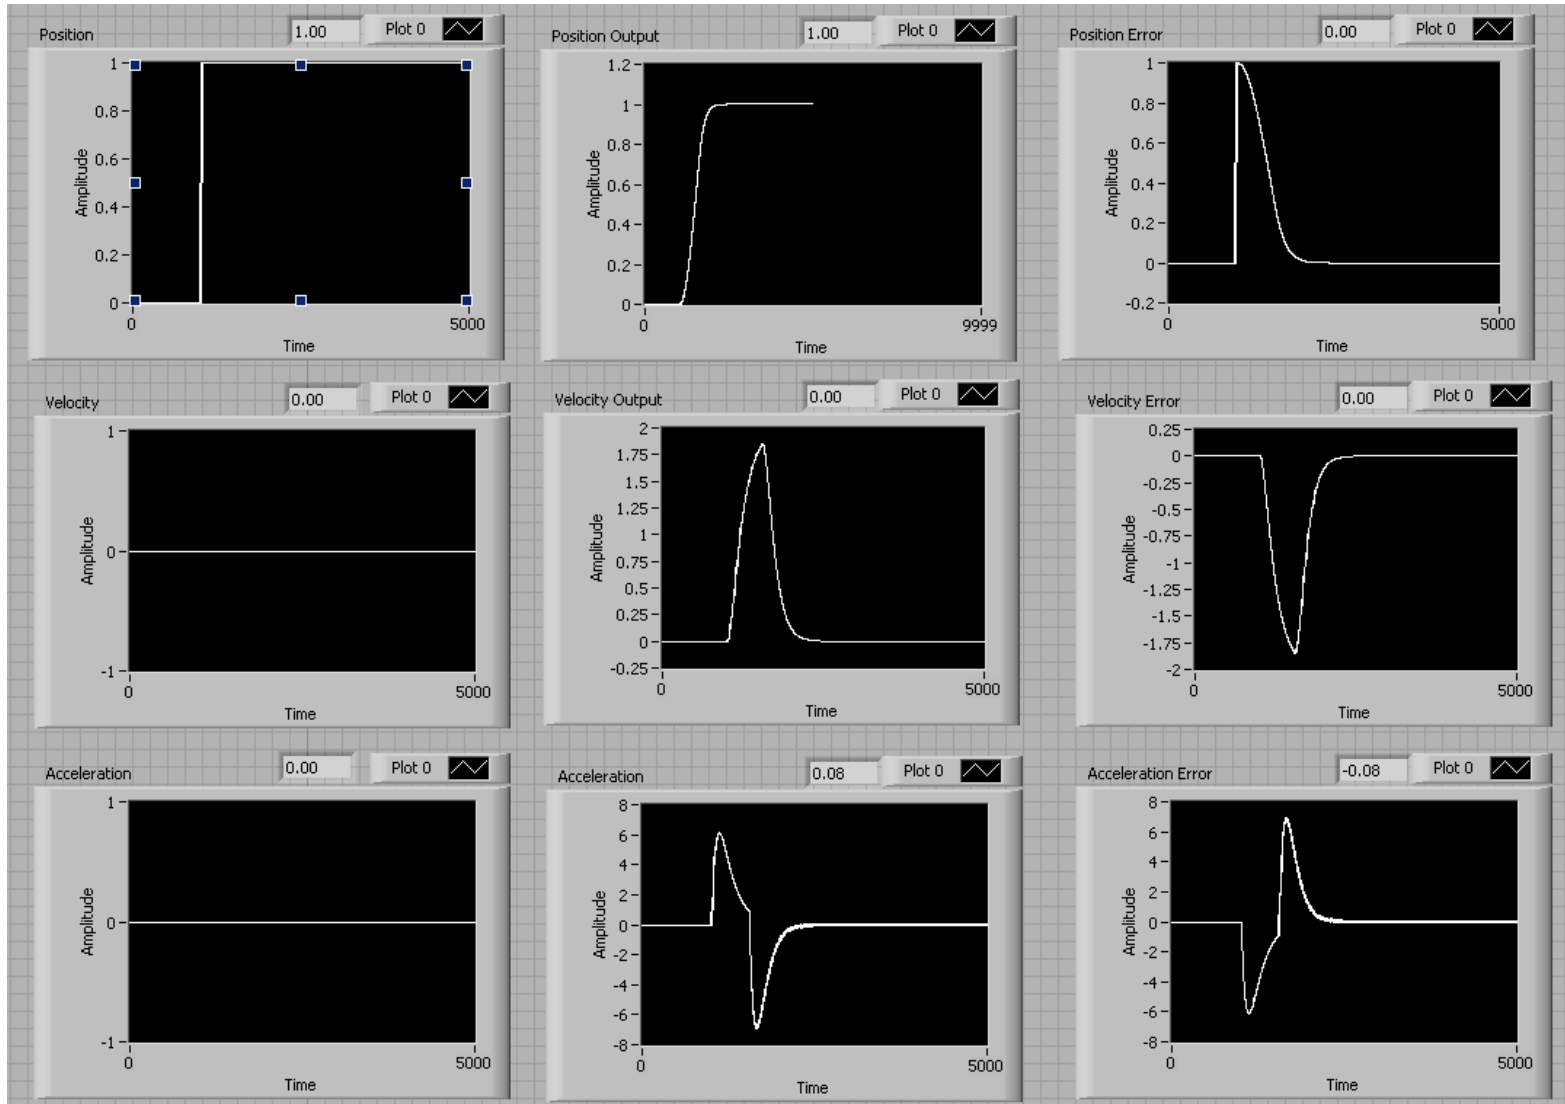 Position 1.00 Plot 0
Amplitude
1
0.8
0.6
0.4
0.2
0
0 5000
Time
Position Output 1.00 Plot 0
Amplitude
1.2
1
0.8
0.6
0.4
0.2
0
0 9999
Time
Position Error 0.00 Plot 0
Amplitude
1
0.8
0.6
0.4
0.2
0
-0.2
0 5000
Time
Velocity 0.00 Plot 0
Amplitude
1
0
-1
0 5000
Time
Velocity Output 0.00 Plot 0
Amplitude
2
1.75
1.5
1.25
1
0.75
0.5
0.25
0
-0.25
0 5000
Time
Velocity Error 0.00 Plot 0
Amplitude
0.25
0
-0.25
-0.5
-0.75
-1
-1.25
-1.5
-1.75
-2
0 5000
Time
Acceleration 0.00 Plot 0
Amplitude
1
0
-1
0 5000
Time
Acceleration 0.08 Plot 0
Amplitude
8
6
4
2
0
-2
-4
-6
-8
0 5000
Time
Acceleration Error -0.08 Plot 0
Amplitude
8
6
4
2
0
-2
-4
-6
-8
0 5000
Time